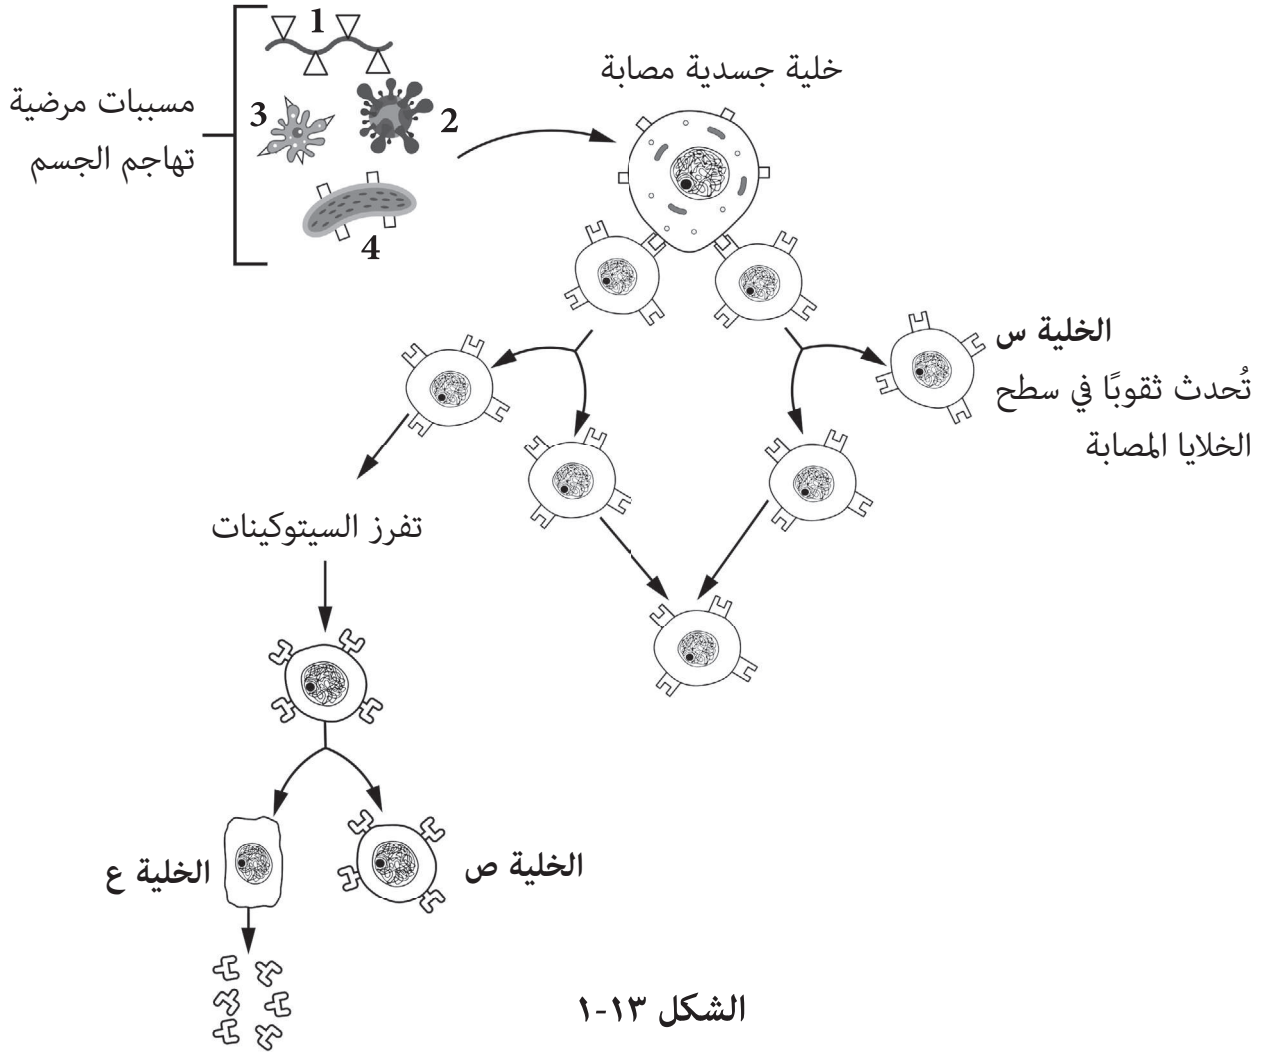 1
2
3
4
مسببات مرضية
تهاجم الجسم
خلية جسدية مصابة
الخلية س
تُحدث ثقوبًا في سطح
الخلايا المصابة
تفرز السيتوكينات
الخلية ص
الخلية ع
الشكل ١٣-١